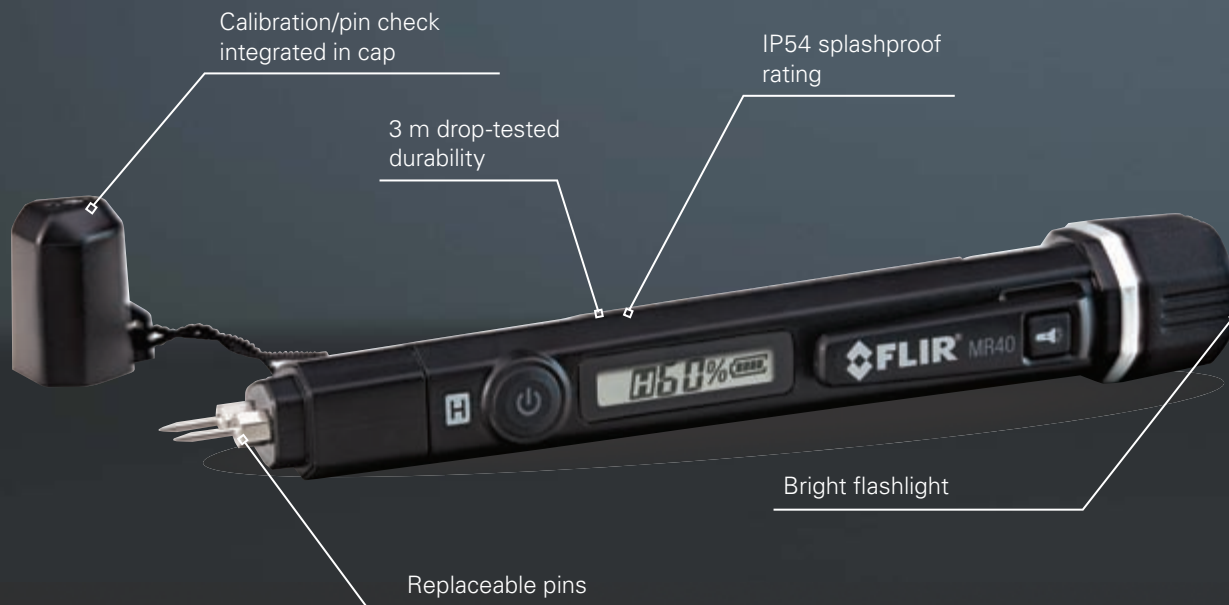 Calibration/pin check
integrated in cap
IP54 splashproof
rating
3 m drop-tested
durability
H
H60%
FLIR® MR40
Bright flashlight
Replaceable pins